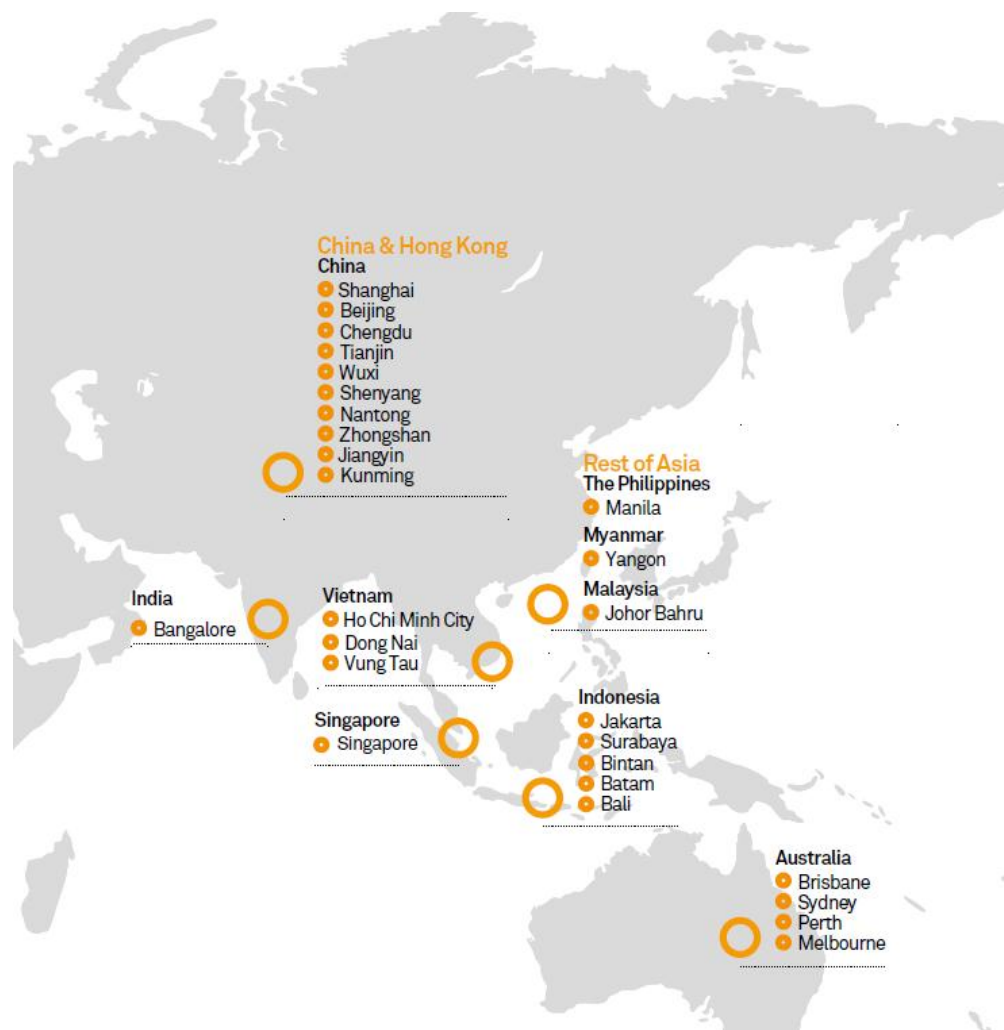 China & Hong Kong
China
Shanghai
Beijing
Chengdu
Tianjin
Wuxi
Shenyang
Nantong
Zhongshan
Jiangyin
Kunming
Rest of Asia
The Philippines
Manila
Myanmar
Yangon
Malaysia
Johor Bahru
India
Bangalore
Vietnam
Ho Chi Minh City
Dong Nai
Vung Tau
Singapore
Singapore
Indonesia
Jakarta
Surabaya
Bintan
Batam
Bali
Australia
Brisbane
Sydney
Perth
Melbourne